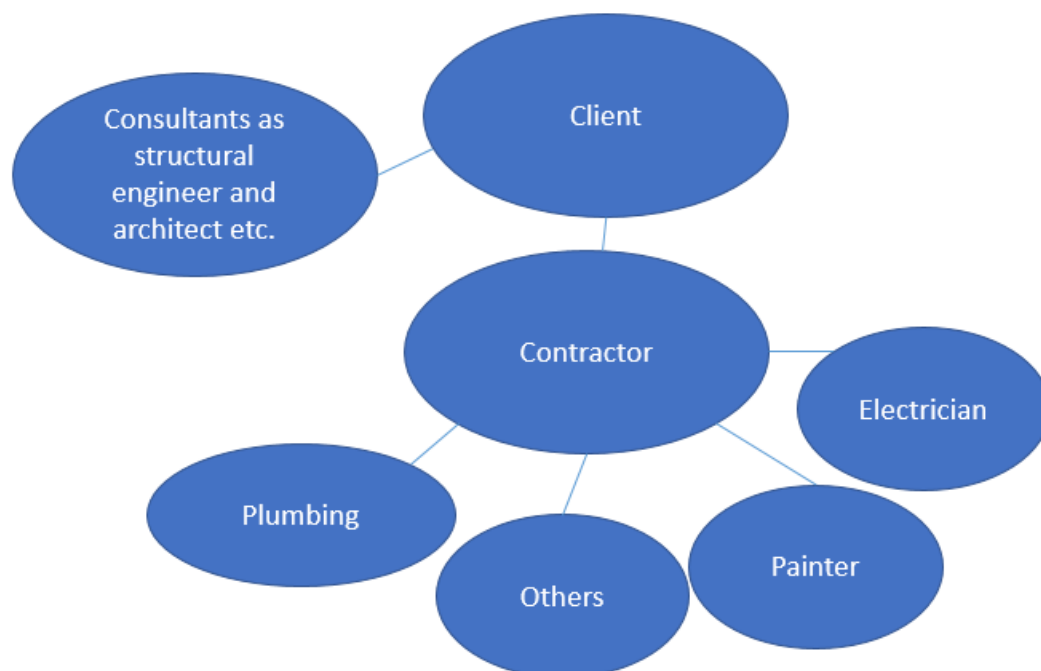 Client
Consultants as
structural
engineer and
architect etc.
Contractor
Electrician
Plumbing
Painter
Others